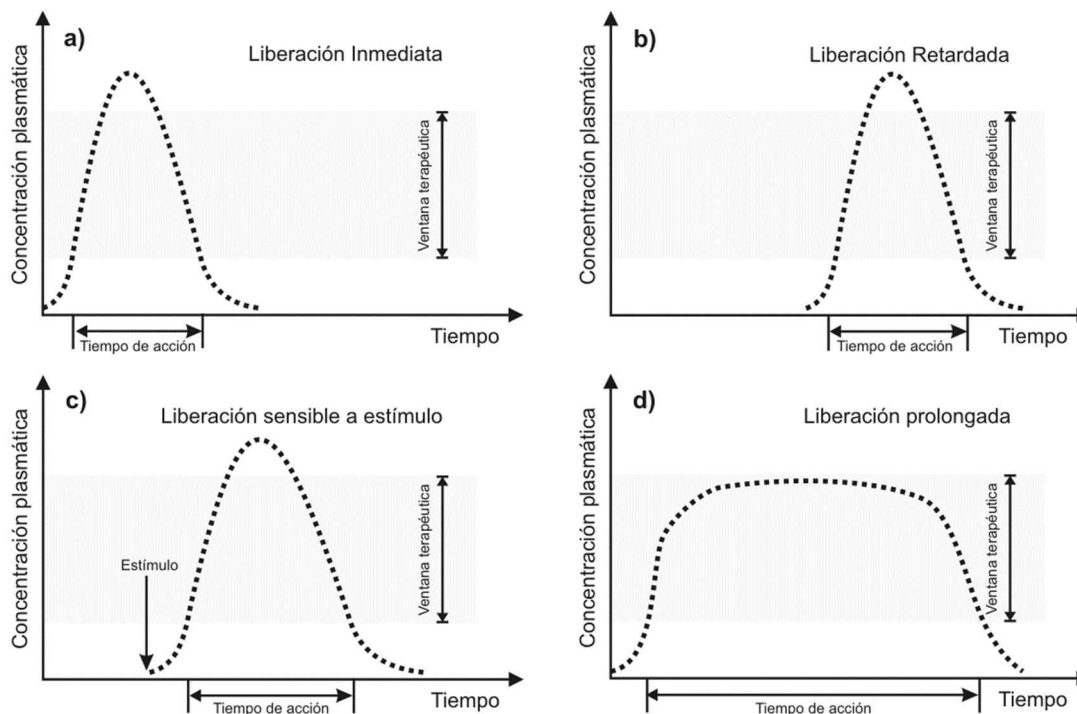 a)
Liberación Inmediata
Concentración plasmática
Ventana terapéutica
Tiempo
Tiempo de acción
b)
Liberación Retardada
Concentración plasmática
Ventana terapéutica
Tiempo
Tiempo de acción
c)
Liberación sensible a estímulo
Concentración plasmática
Ventana terapéutica
Estímulo
Tiempo
Tiempo de acción
d)
Liberación prolongada
Concentración plasmática
Ventana terapéutica
Tiempo
Tiempo de acción